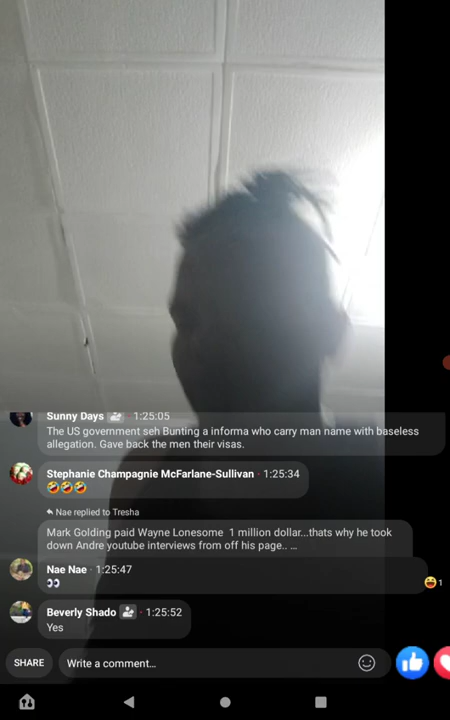 Sunny Days · 1:25:05
The US government seh Bunting a informa who carry man name with baseless
allegation. Gave back the men their visas.
Stephanie Champagnie McFarlane-Sullivan · 1:25:34
🤣🤣🤣
Nae replied to Tresha
Mark Golding paid Wayne Lonesome 1 million dollar...thats why he took
down Andre youtube interviews from off his page.. ...
Nae Nae · 1:25:47
👀
😆 1
Beverly Shado · 1:25:52
Yes
SHARE
Write a comment...